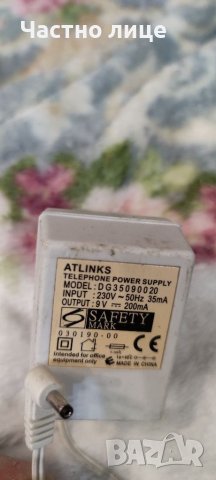 Частно лице
ATLINKS
TELEPHONE POWER SUPPLY
MODEL: DG35090020
INPUT : 230V ~ 50Hz 35mA
OUTPUT : 9V ⎓ 200mA
S SAFETY
MARK
030190-00
Intended for office
equipment only
MADE IN CHINA
BAZAR